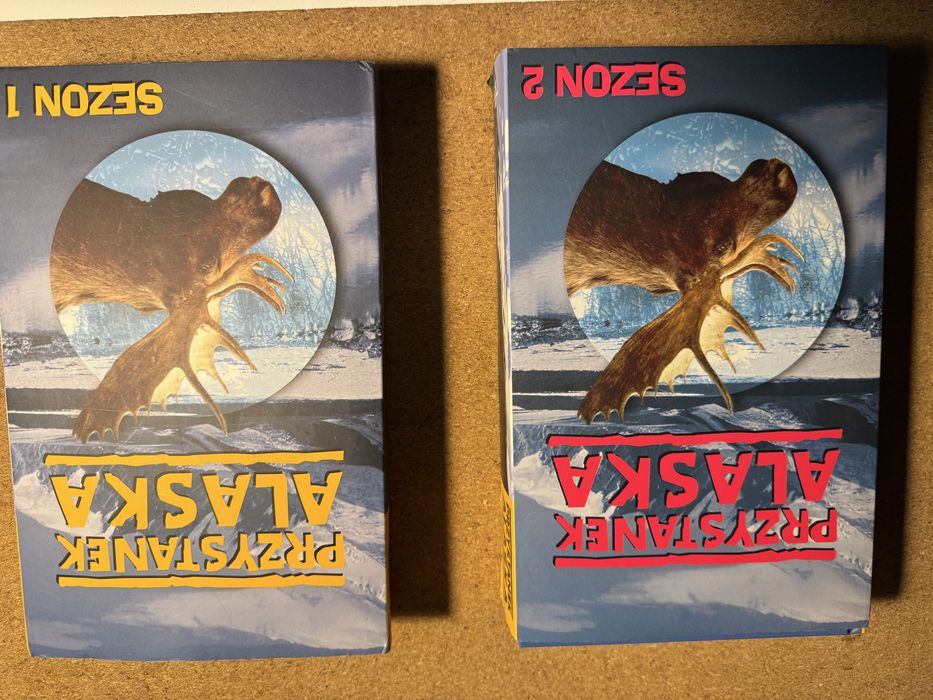 PRZYSTANEK
ALASKA
SEZON 1
PRZYSTANEK
ALASKA
SEZON 2